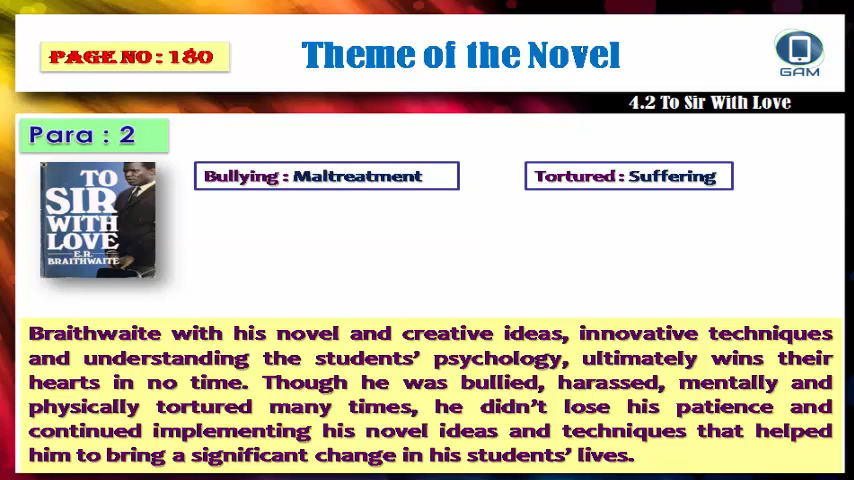 PAGE NO : 180
Theme of the Novel
GAM
4.2 To Sir With Love
Para : 2
TO
SIR
WITH
LOVE
E.R.
BRAITHWAITE
Bullying : Maltreatment
Tortured : Suffering
Braithwaite with his novel and creative ideas, innovative techniques
and understanding the students' psychology, ultimately wins their
hearts in no time. Though he was bullied, harassed, mentally and
physically tortured many times, he didn't lose his patience and
continued implementing his novel ideas and techniques that helped
him to bring a significant change in his students' lives.